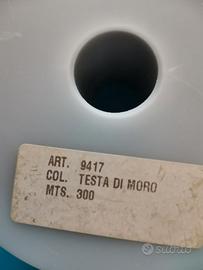 ART. 9417
COL. TESTA DI MORO
MTS. 300
subito